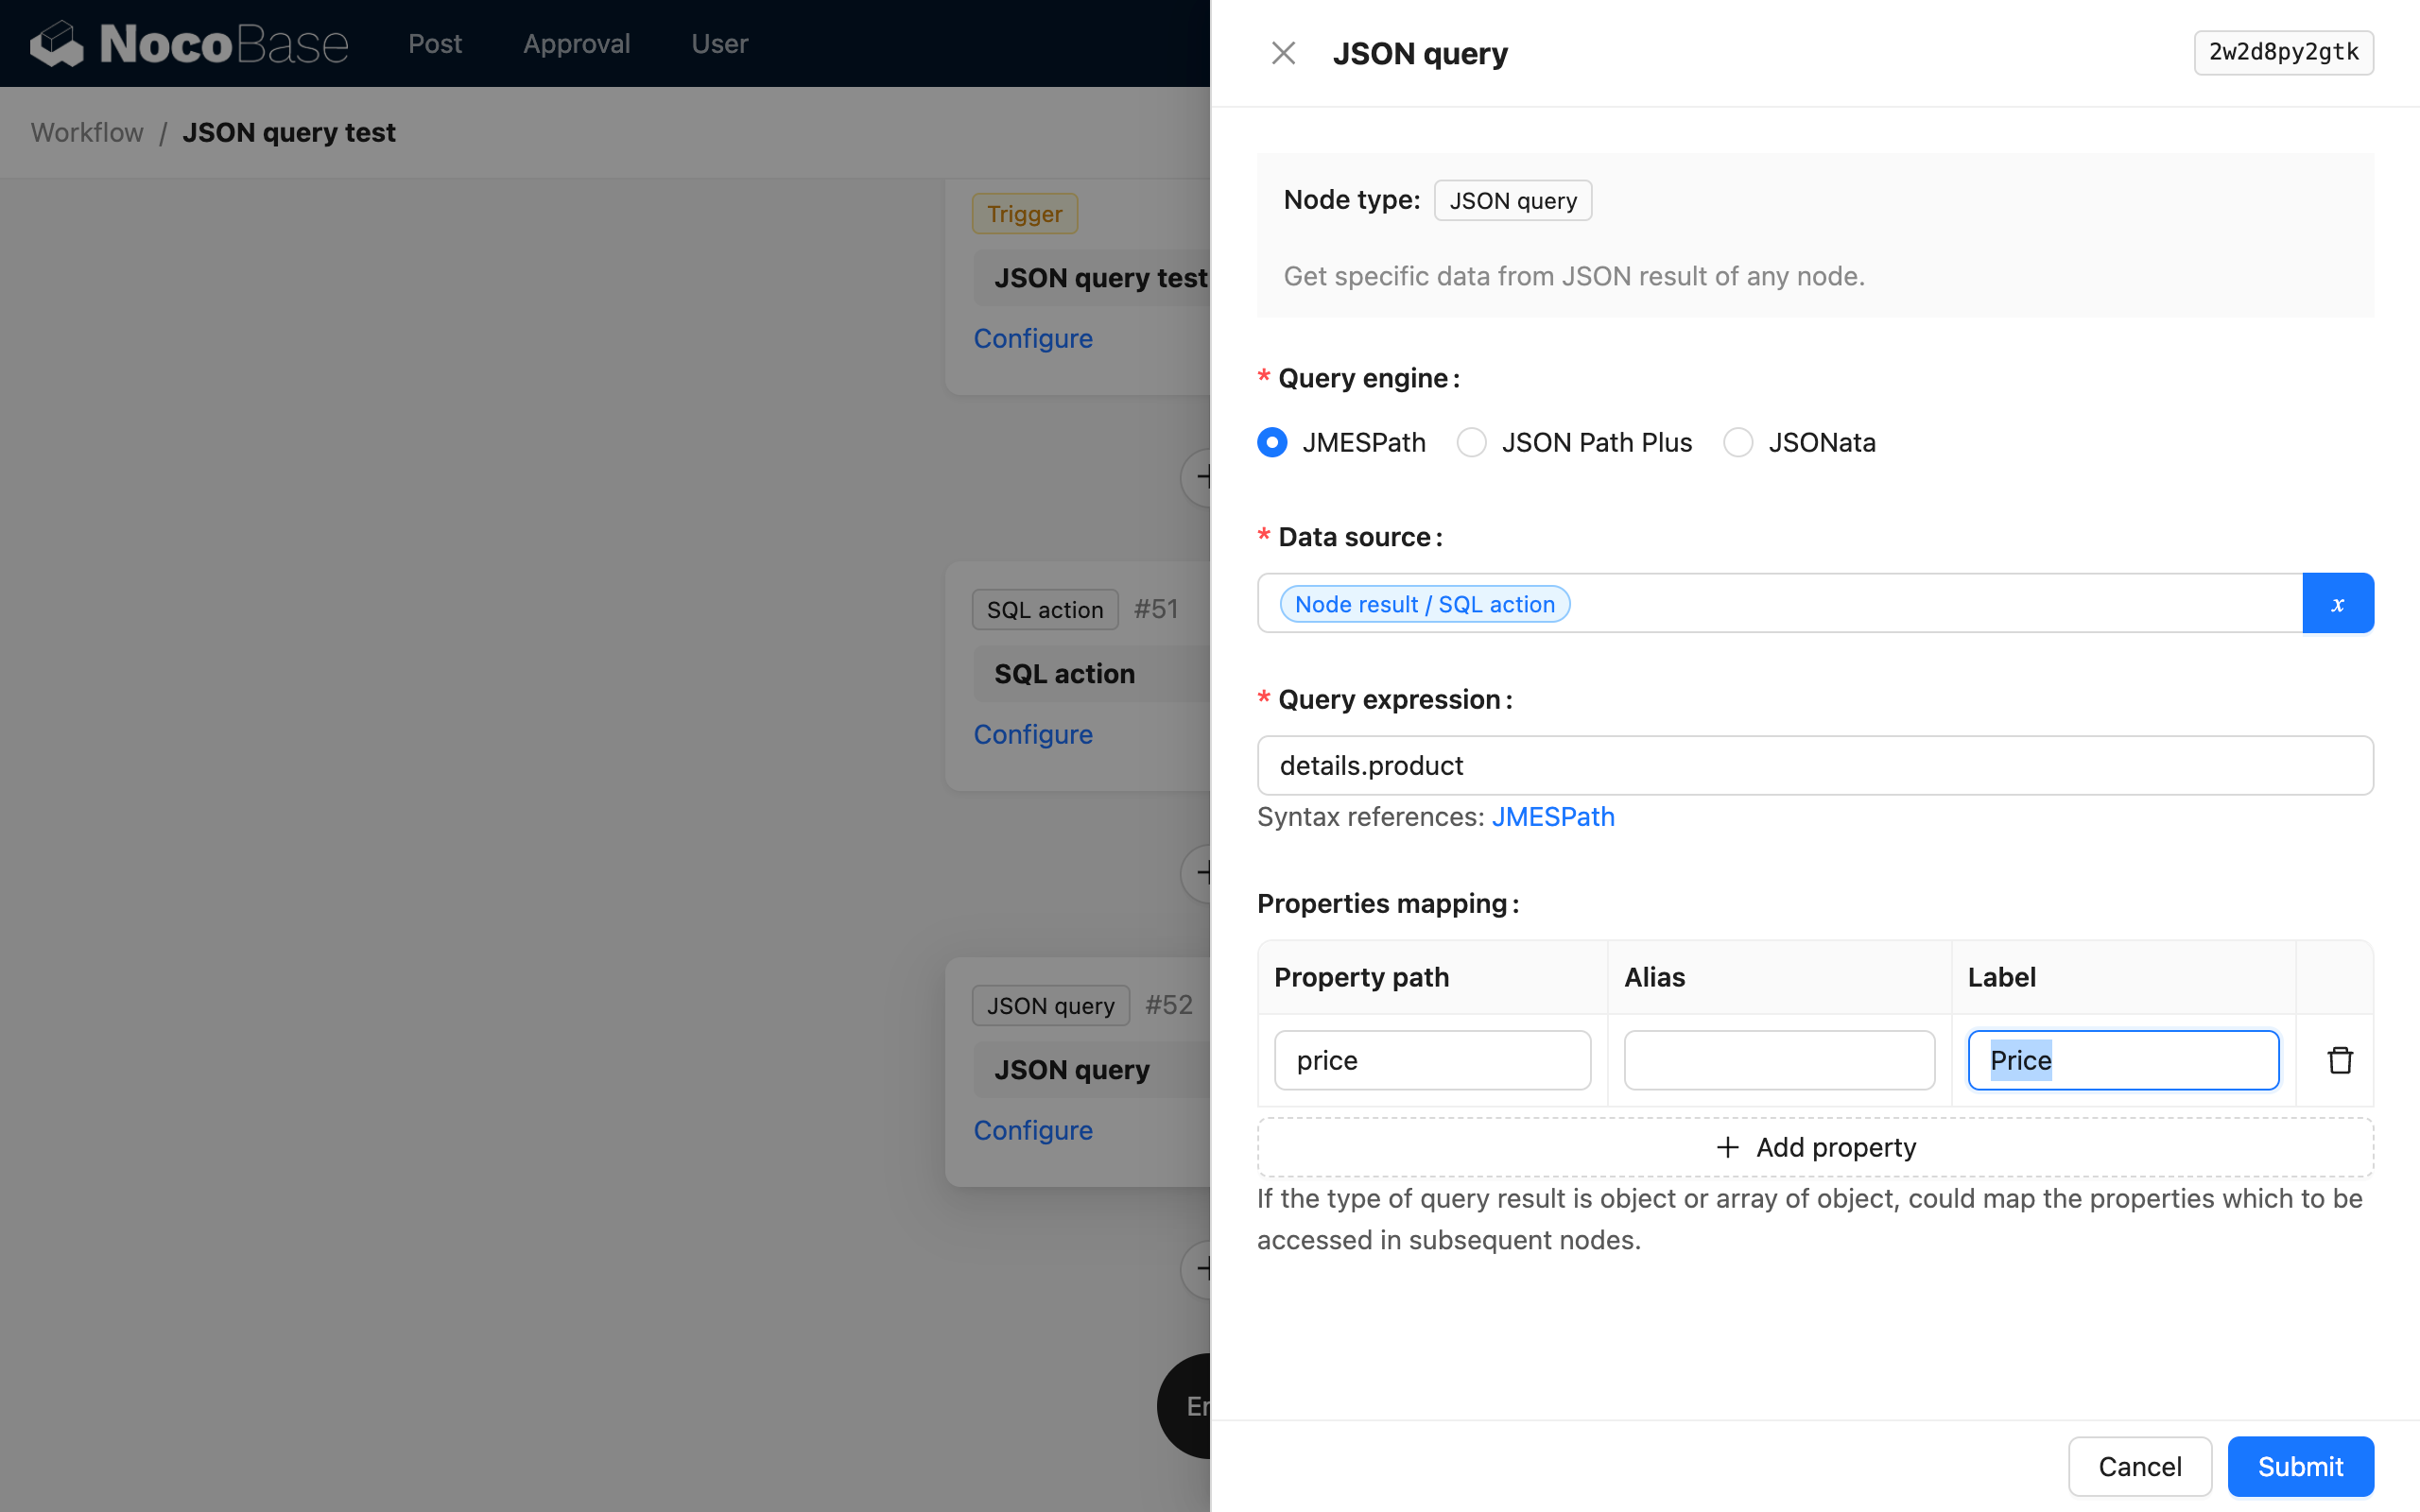 NocoBase Post Approval User
Workflow / JSON query test
Trigger
JSON query test
Configure
SQL action #51
SQL action
Configure
JSON query #52
JSON query
Configure
JSON query 2w2d8py2gtk
Node type: JSON query
Get specific data from JSON result of any node.
* Query engine:
JMESPath JSON Path Plus JSONata
* Data source:
Node result / SQL action x
* Query expression:
details.product
Syntax references: JMESPath
Properties mapping:
Property path Alias Label
price Price
+ Add property
If the type of query result is object or array of object, could map the properties which to be
accessed in subsequent nodes.
Cancel Submit